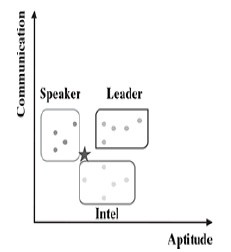 Communication
Speaker
Leader
Intel
Aptitude